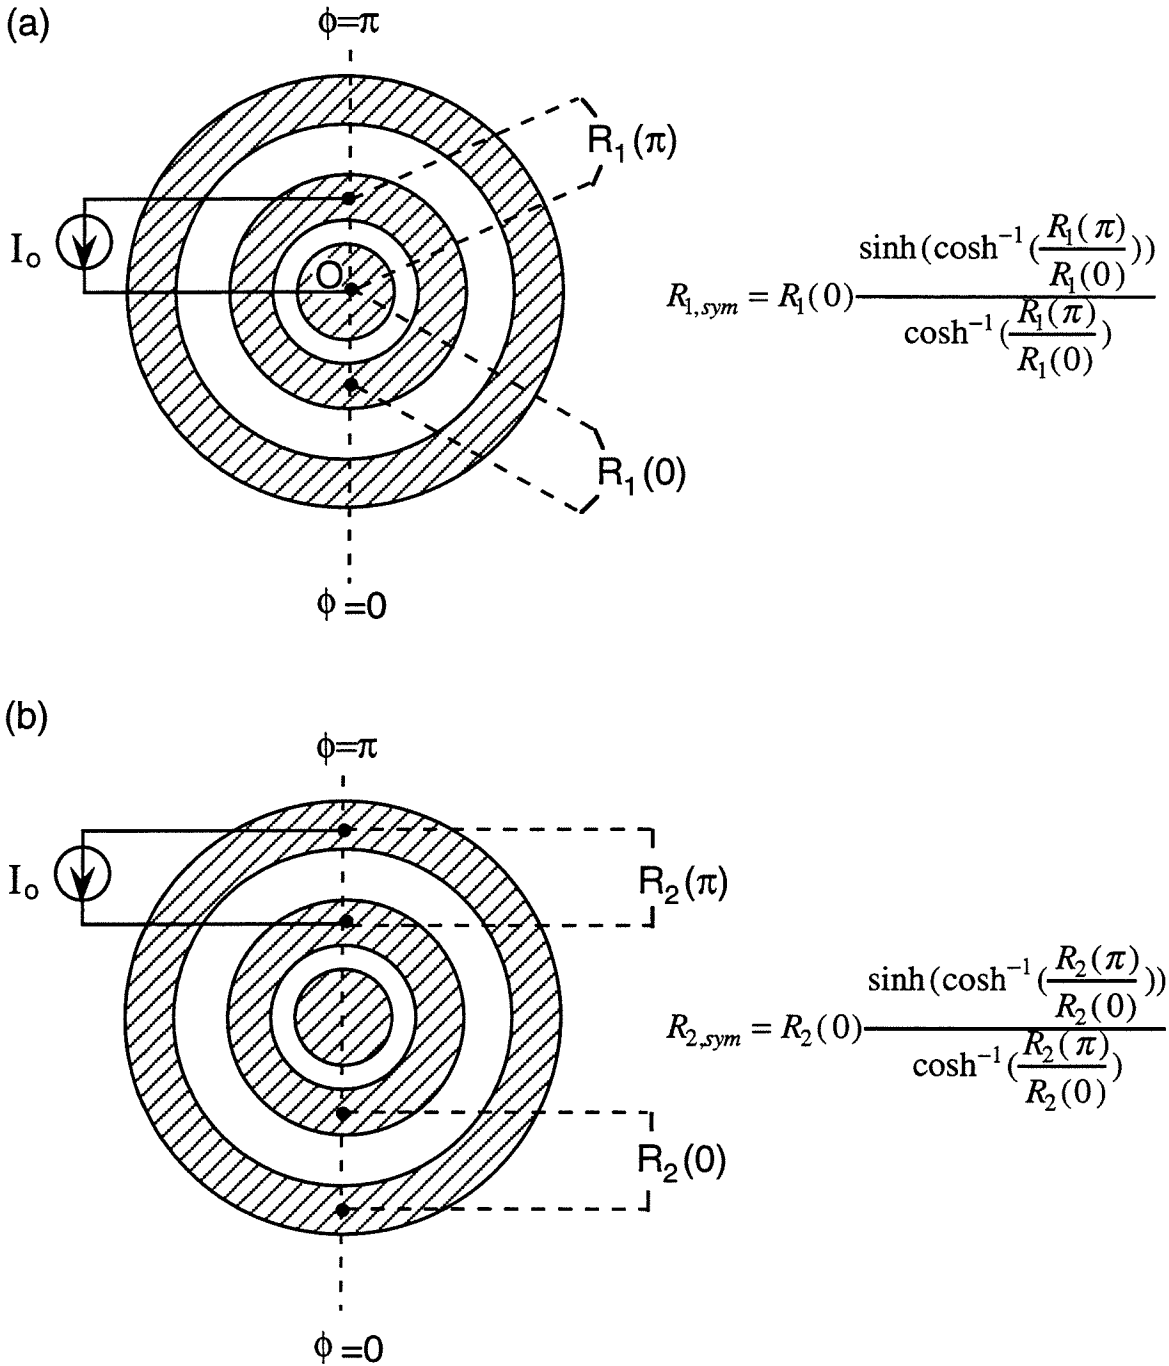 (a)
ϕ=π
R₁(π)
Iₒ
O
R₁,sym = R₁(0) sinh(cosh⁻¹(R₁(π)/R₁(0))) / cosh⁻¹(R₁(π)/R₁(0))
R₁(0)
ϕ=0
(b)
ϕ=π
Iₒ
R₂(π)
R₂,sym = R₂(0) sinh(cosh⁻¹(R₂(π)/R₂(0))) / cosh⁻¹(R₂(π)/R₂(0))
R₂(0)
ϕ=0